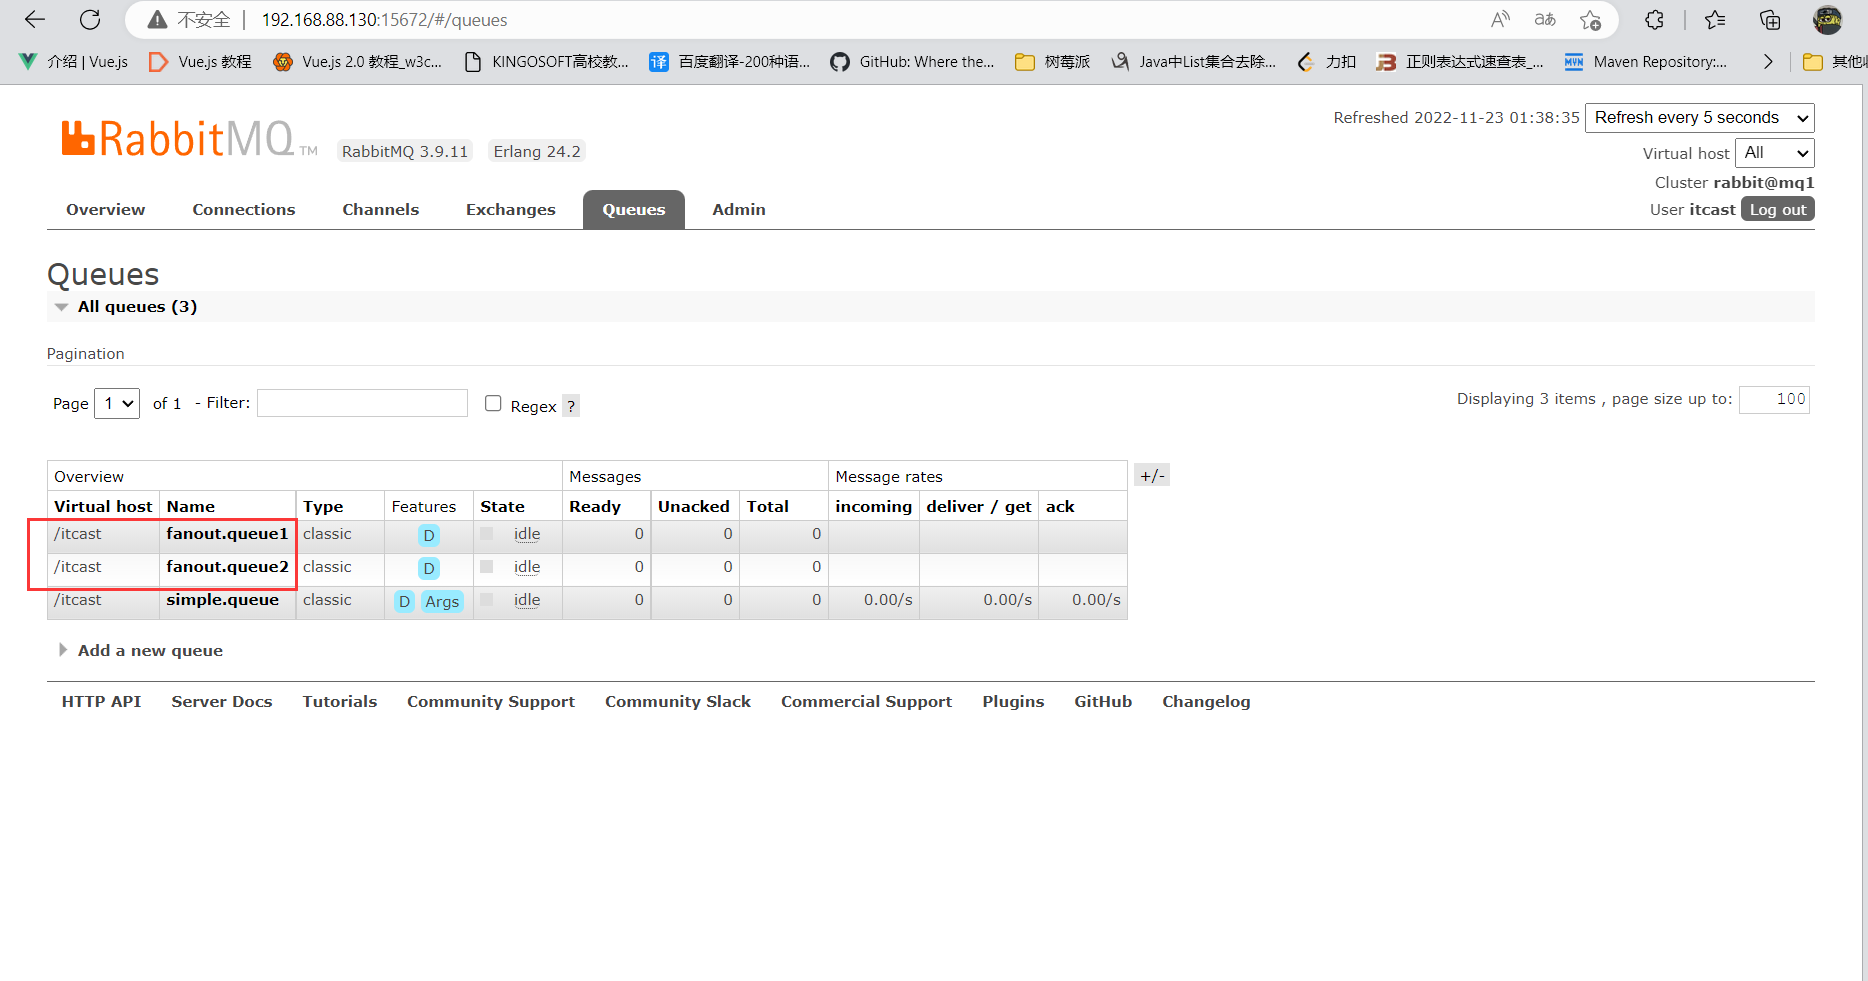 不安全 192.168.88.130:15672/#/queues
介绍 | Vue.js Vue.js 教程 Vue.js 2.0 教程_w3c... KINGOSOFT高校教... 百度翻译-200种语... GitHub: Where the... 树莓派 Java中List集合去除... 力扣 正则表达式速查表_... Maven Repository:...
RabbitMQ TM RabbitMQ 3.9.11 Erlang 24.2
Refreshed 2022-11-23 01:38:35 Refresh every 5 seconds
Virtual host All
Cluster rabbit@mq1
User itcast Log out
Overview Connections Channels Exchanges Queues Admin
Queues
All queues (3)
Pagination
Page 1 of 1 - Filter: Regex ? Displaying 3 items , page size up to: 100
Overview Messages Message rates +/-
Virtual host Name Type Features State Ready Unacked Total incoming deliver / get ack
/itcast fanout.queue1 classic D idle 0 0 0
/itcast fanout.queue2 classic D idle 0 0 0
/itcast simple.queue classic D Args idle 0 0 0 0.00/s 0.00/s 0.00/s
Add a new queue
HTTP API Server Docs Tutorials Community Support Community Slack Commercial Support Plugins GitHub Changelog